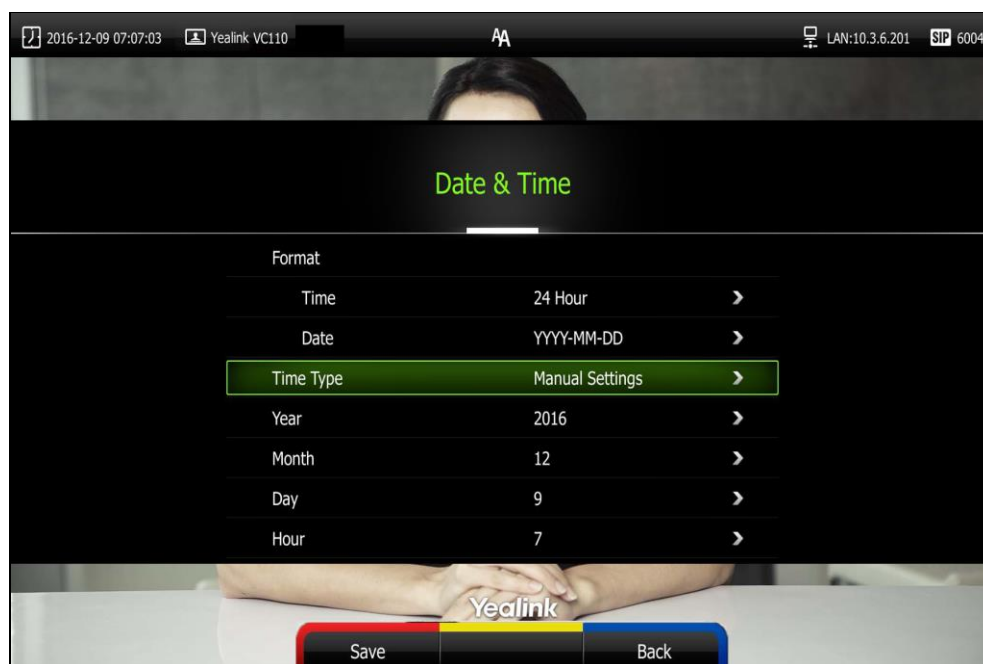 2016-12-09 07:07:03 Yealink VC110 AA LAN:10.3.6.201 SIP 6004
Date & Time
Format
Time 24 Hour
Date YYYY-MM-DD
Time Type Manual Settings
Year 2016
Month 12
Day 9
Hour 7
Yealink
Save Back